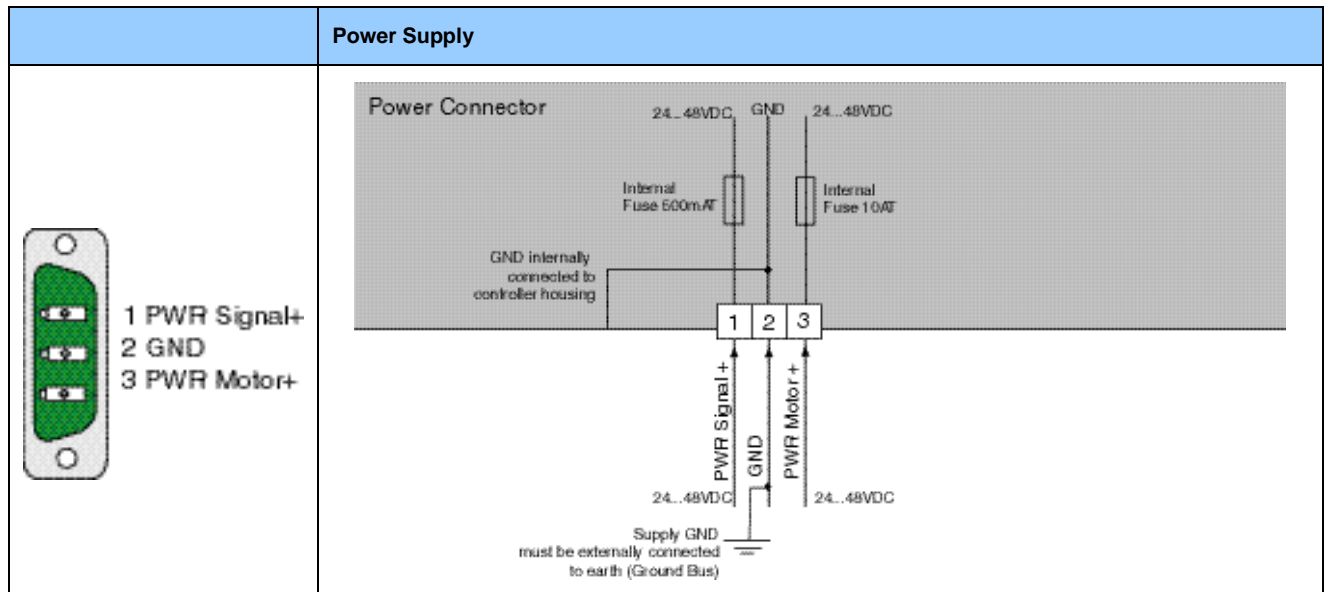 Power Supply
Power Connector
24...48VDC
GND
24...48VDC
Internal
Fuse 500mAT
Internal
Fuse 10AT
GND internally
connected to
controller housing
1
2
3
1 PWR Signal+
2 GND
3 PWR Motor+
PWR Signal +
GND
PWR Motor +
24...48VDC
24...48VDC
Supply GND
must be externally connected
to earth (Ground Bus)